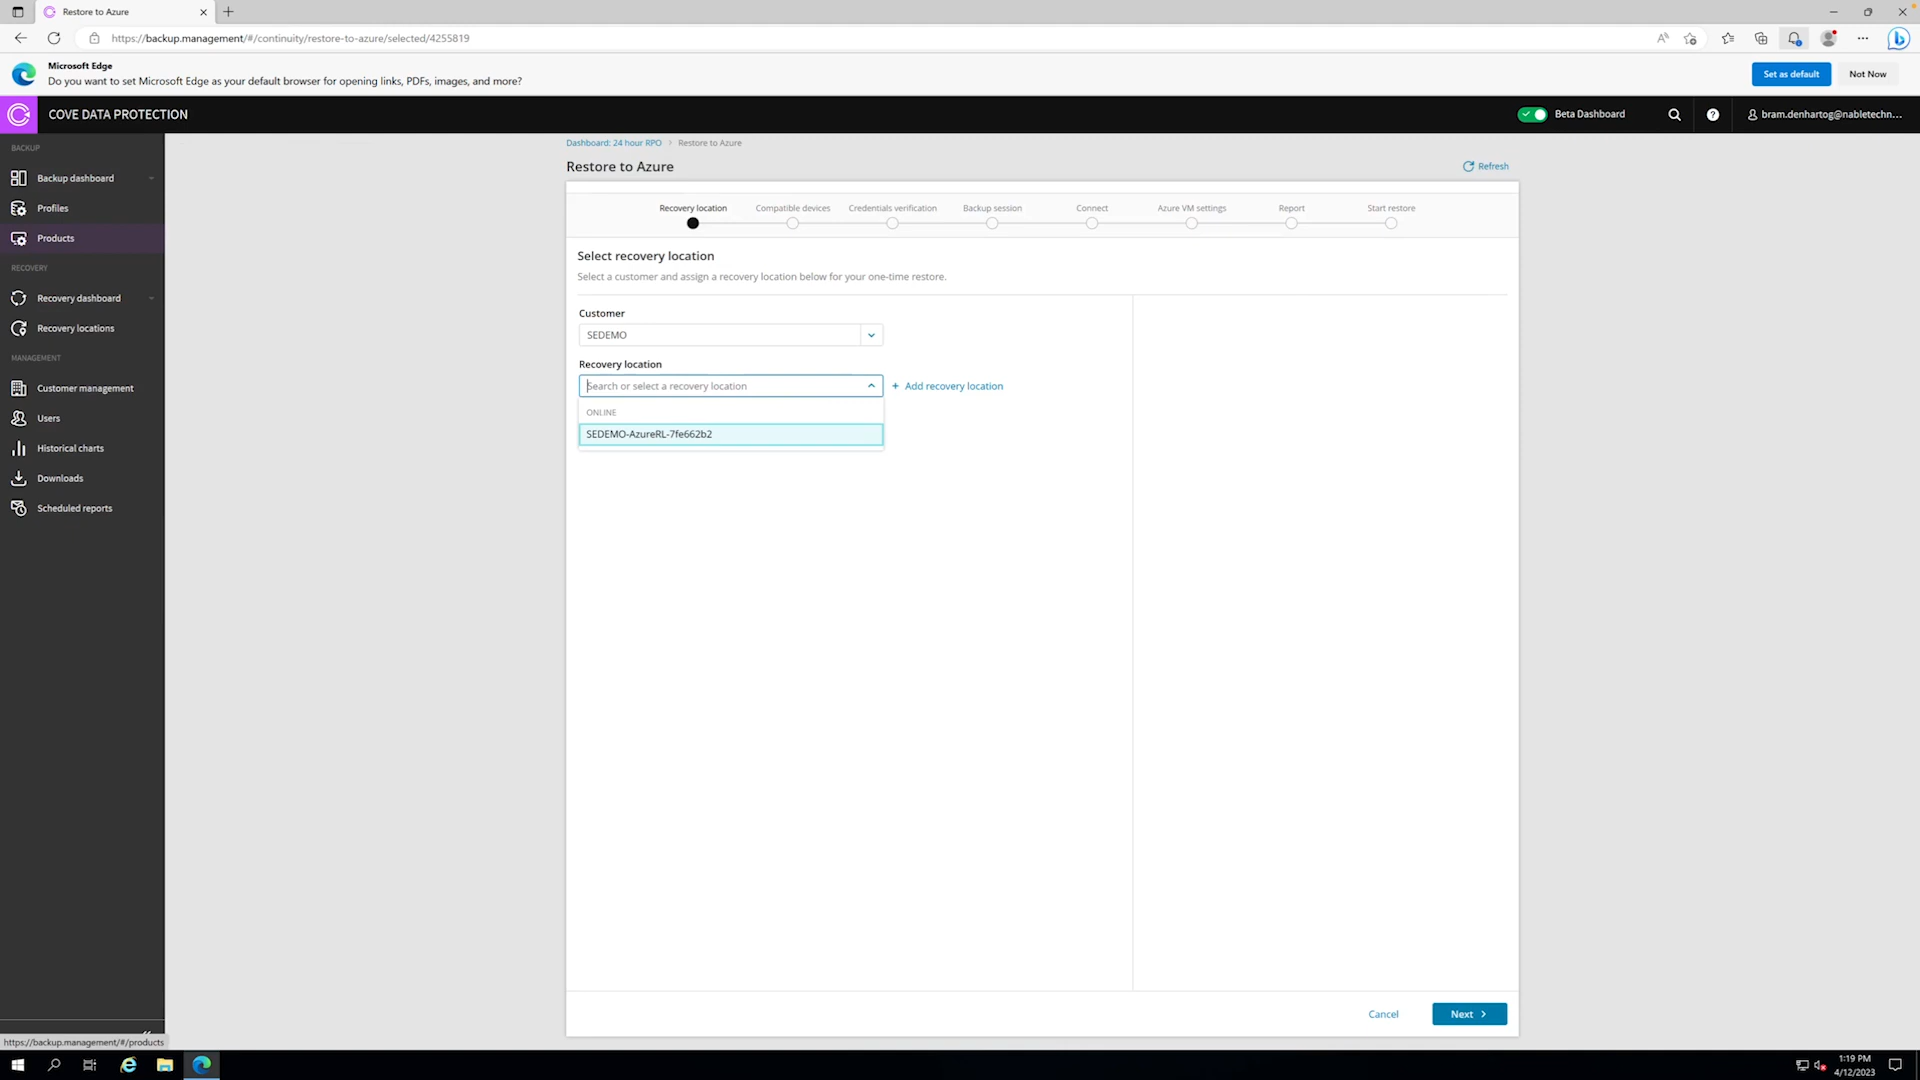 Restore to Azure
https://backup.management/#/continuity/restore-to-azure/selected/4255819
Microsoft Edge
Do you want to set Microsoft Edge as your default browser for opening links, PDFs, images, and more?
Set as default
Not Now
COVE DATA PROTECTION
Beta Dashboard
bram.denhartog@nabletechn...
BACKUP
Backup dashboard
Profiles
Products
RECOVERY
Recovery dashboard
Recovery locations
MANAGEMENT
Customer management
Users
Historical charts
Downloads
Scheduled reports
Dashboard: 24 hour RPO > Restore to Azure
Restore to Azure
Refresh
Recovery location
Compatible devices
Credentials verification
Backup session
Connect
Azure VM settings
Report
Start restore
Select recovery location
Select a customer and assign a recovery location below for your one-time restore.
Customer
SEDEMO
Recovery location
Search or select a recovery location
+ Add recovery location
ONLINE
SEDEMO-AzureRL-7fe662b2
Cancel
Next >
https://backup.management/#/products
1:19 PM
4/12/2023